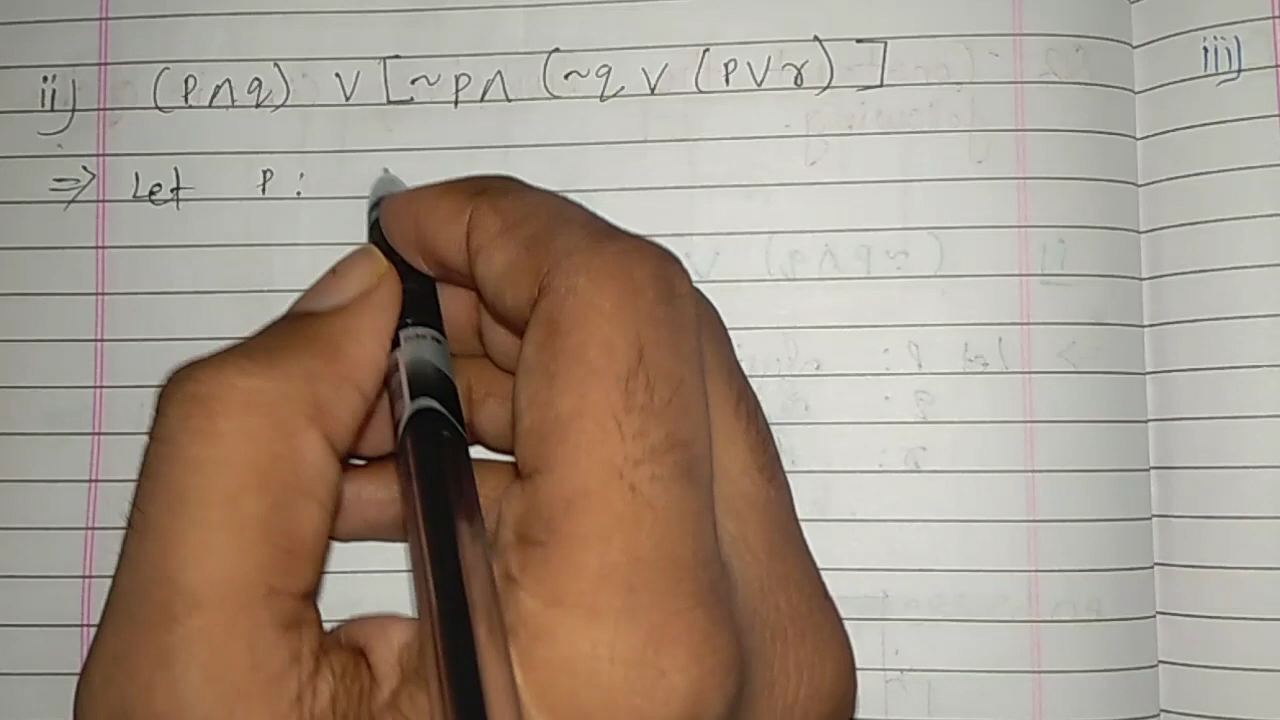 ii) (p∧q) ∨ [~p∧ (~q ∨ (p∨r) ]
⇒ Let p :
iii)